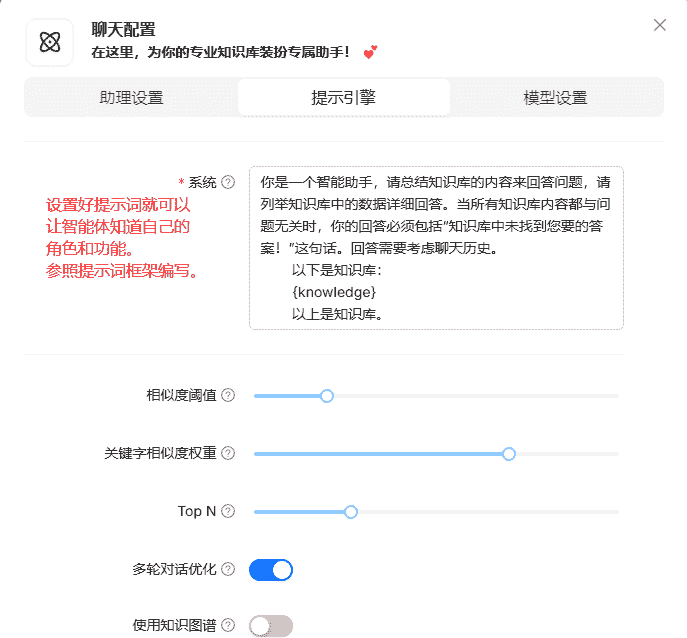 聊天配置
在这里，为你的专业知识库装扮专属助手！ 💕
助理设置
提示引擎
模型设置
* 系统
设置好提示词就可以
让智能体知道自己的
角色和功能。
参照提示词框架编写。
你是一个智能助手，请总结知识库的内容来回答问题，请
列举知识库中的数据详细回答。当所有知识库内容都与问
题无关时，你的回答必须包括“知识库中未找到您要的答
案！”这句话。回答需要考虑聊天历史。
以下是知识库：
{knowledge}
以上是知识库。
相似度阈值
关键字相似度权重
Top N
多轮对话优化
使用知识图谱